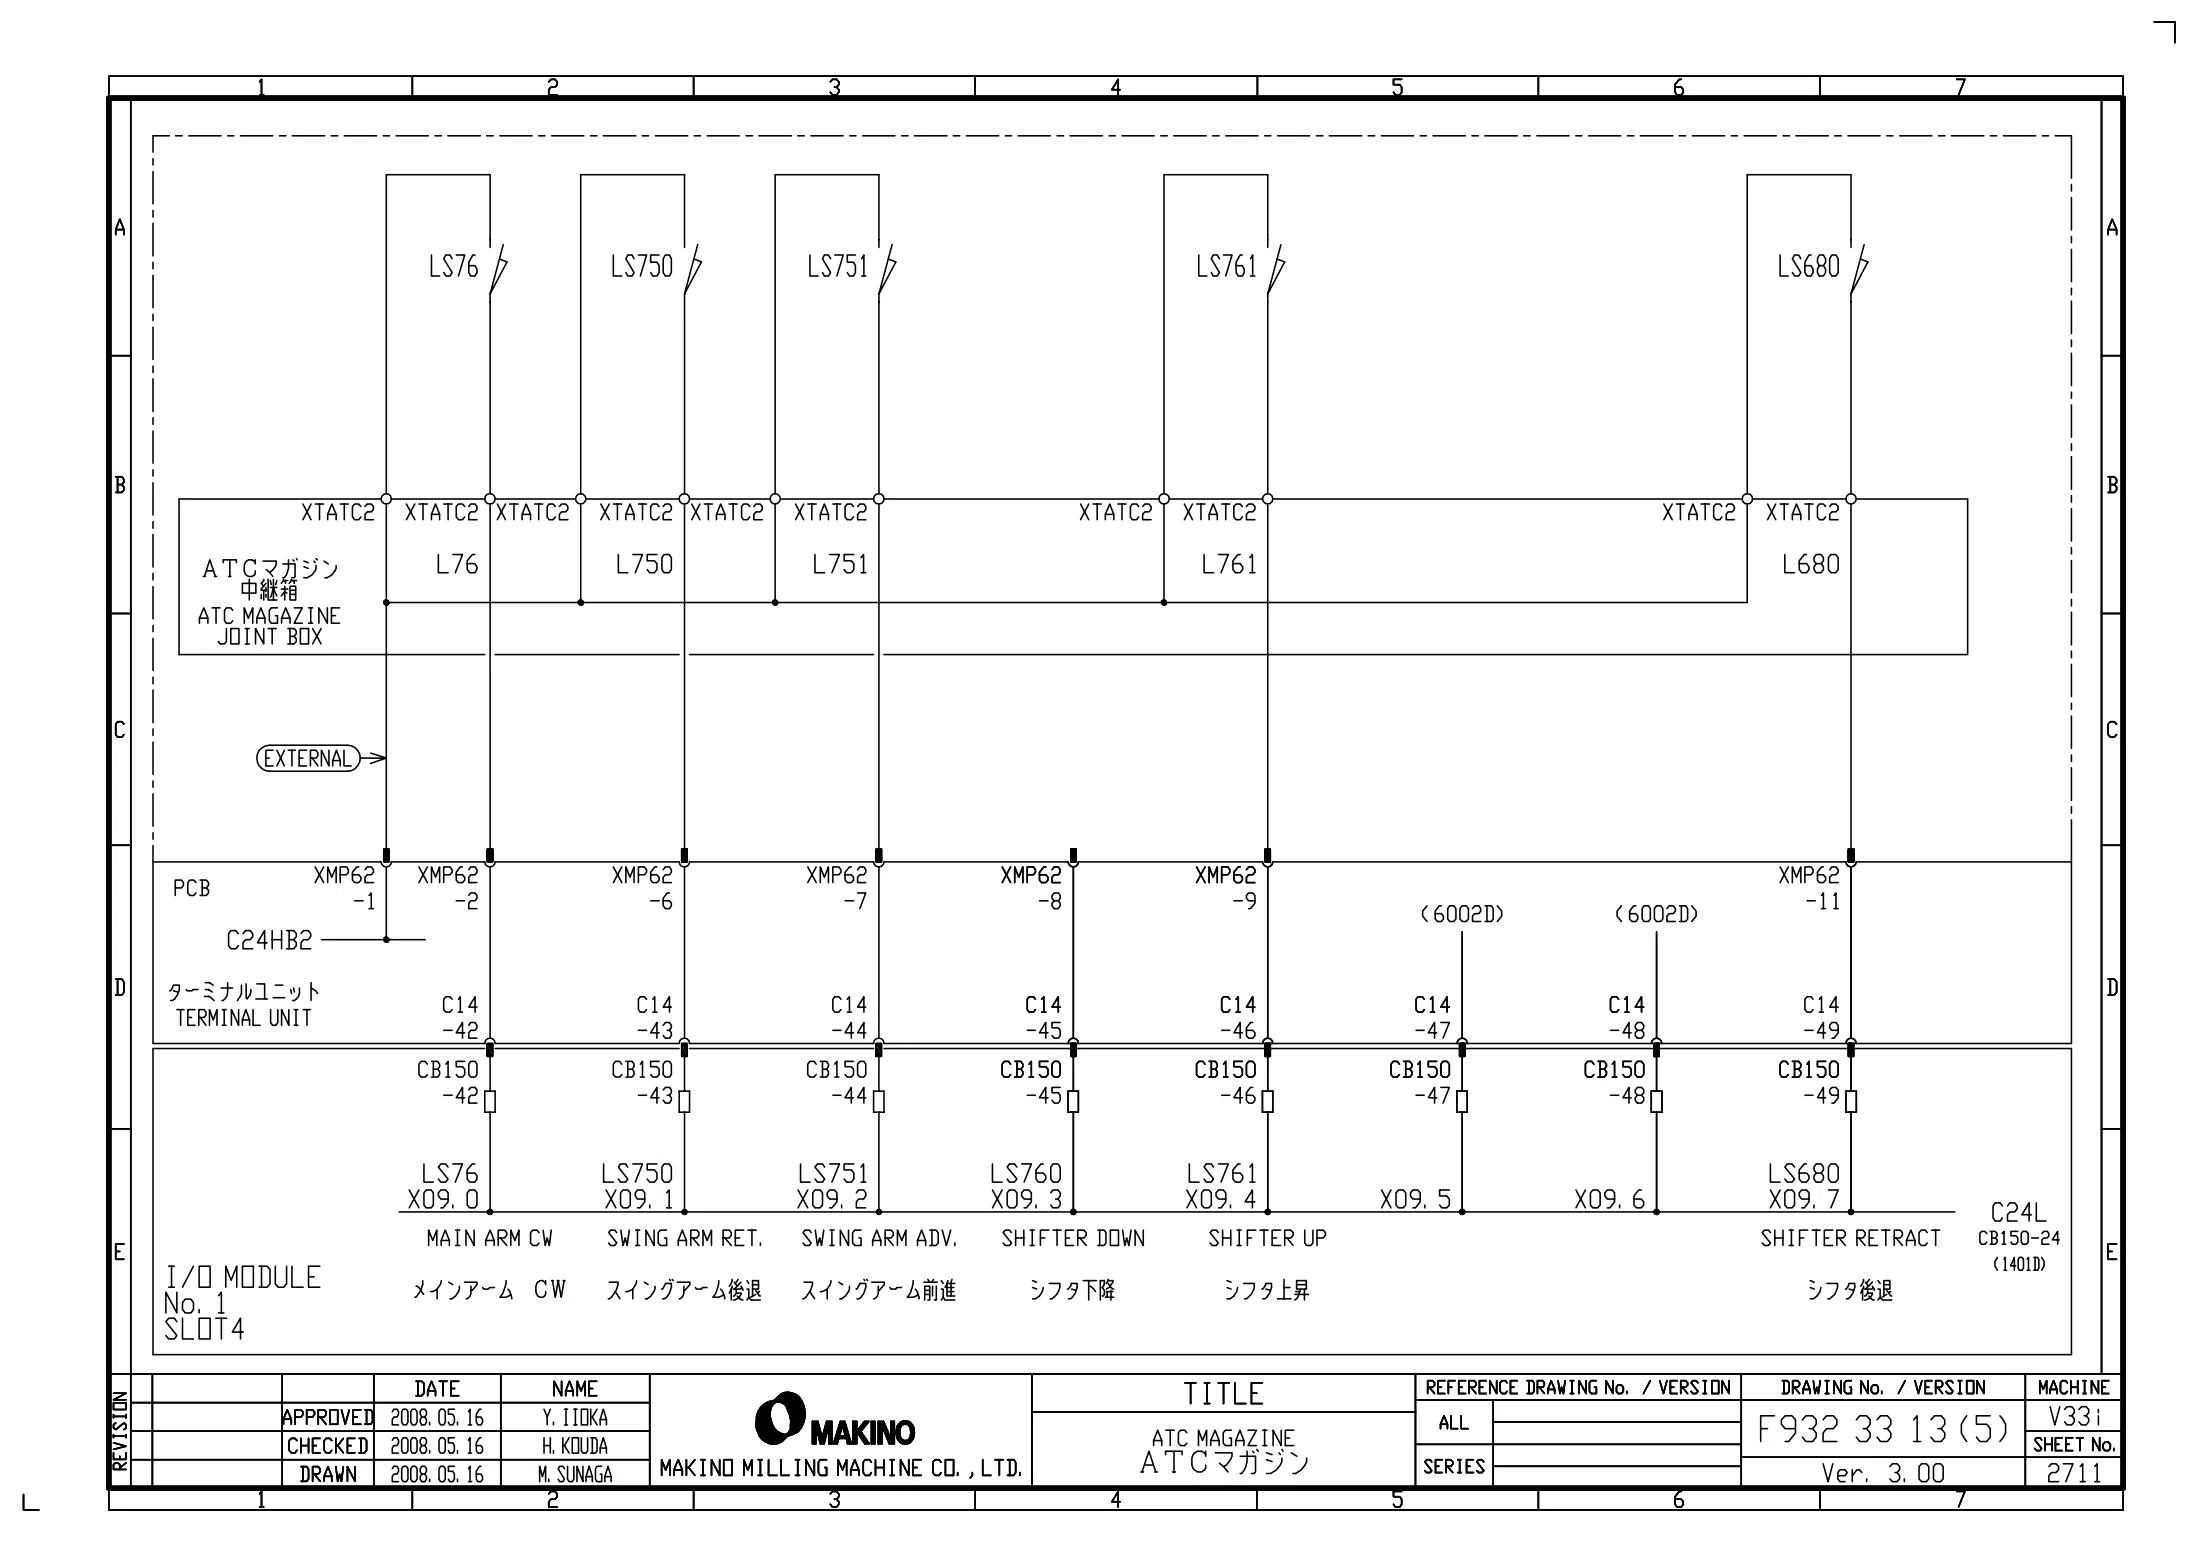 1 2 3 4 5 6 7
A A
LS76 LS750 LS751 LS761 LS680
B B
XTATC2 XTATC2 XTATC2 XTATC2 XTATC2 XTATC2 XTATC2 XTATC2 XTATC2 XTATC2
L76 L750 L751 L761 L680
ATCマガジン
中継箱
ATC MAGAZINE
JOINT BOX
C C
EXTERNAL
PCB
XMP62 XMP62 XMP62 XMP62 XMP62 XMP62 XMP62
-1 -2 -6 -7 -8 -9 -11
(6002D) (6002D)
C24HB2
D D
ターミナルユニット
TERMINAL UNIT
C14 C14 C14 C14 C14 C14 C14 C14
-42 -43 -44 -45 -46 -47 -48 -49
CB150 CB150 CB150 CB150 CB150 CB150 CB150 CB150
-42 -43 -44 -45 -46 -47 -48 -49
LS76 LS750 LS751 LS760 LS761 LS680
X09.0 X09.1 X09.2 X09.3 X09.4 X09.5 X09.6 X09.7
C24L
CB150-24
(1401D)
MAIN ARM CW SWING ARM RET. SWING ARM ADV. SHIFTER DOWN SHIFTER UP SHIFTER RETRACT
E E
メインアーム CW スイングアーム後退 スイングアーム前進 シフタ下降 シフタ上昇 シフタ後退
I/O MODULE
No.1
SLOT4
REVISION
DATE NAME
APPROVED 2008.05.16 Y.IIOKA
CHECKED 2008.05.16 H.KOUDA
DRAWN 2008.05.16 M.SUNAGA
MAKINO
MAKINO MILLING MACHINE CO.,LTD.
TITLE
ATC MAGAZINE
ATCマガジン
REFERENCE DRAWING No. / VERSION
ALL
SERIES
DRAWING No. / VERSION
F932 33 13(5)
Ver. 3.00
MACHINE
V33i
SHEET No.
2711
1 2 3 4 5 6 7